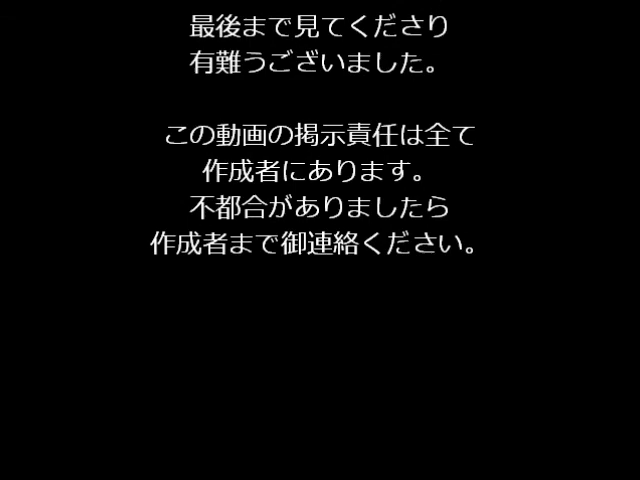 最後まで見てくださり
有難うございました。
この動画の掲示責任は全て
作成者にあります。
不都合がありましたら
作成者まで御連絡ください。